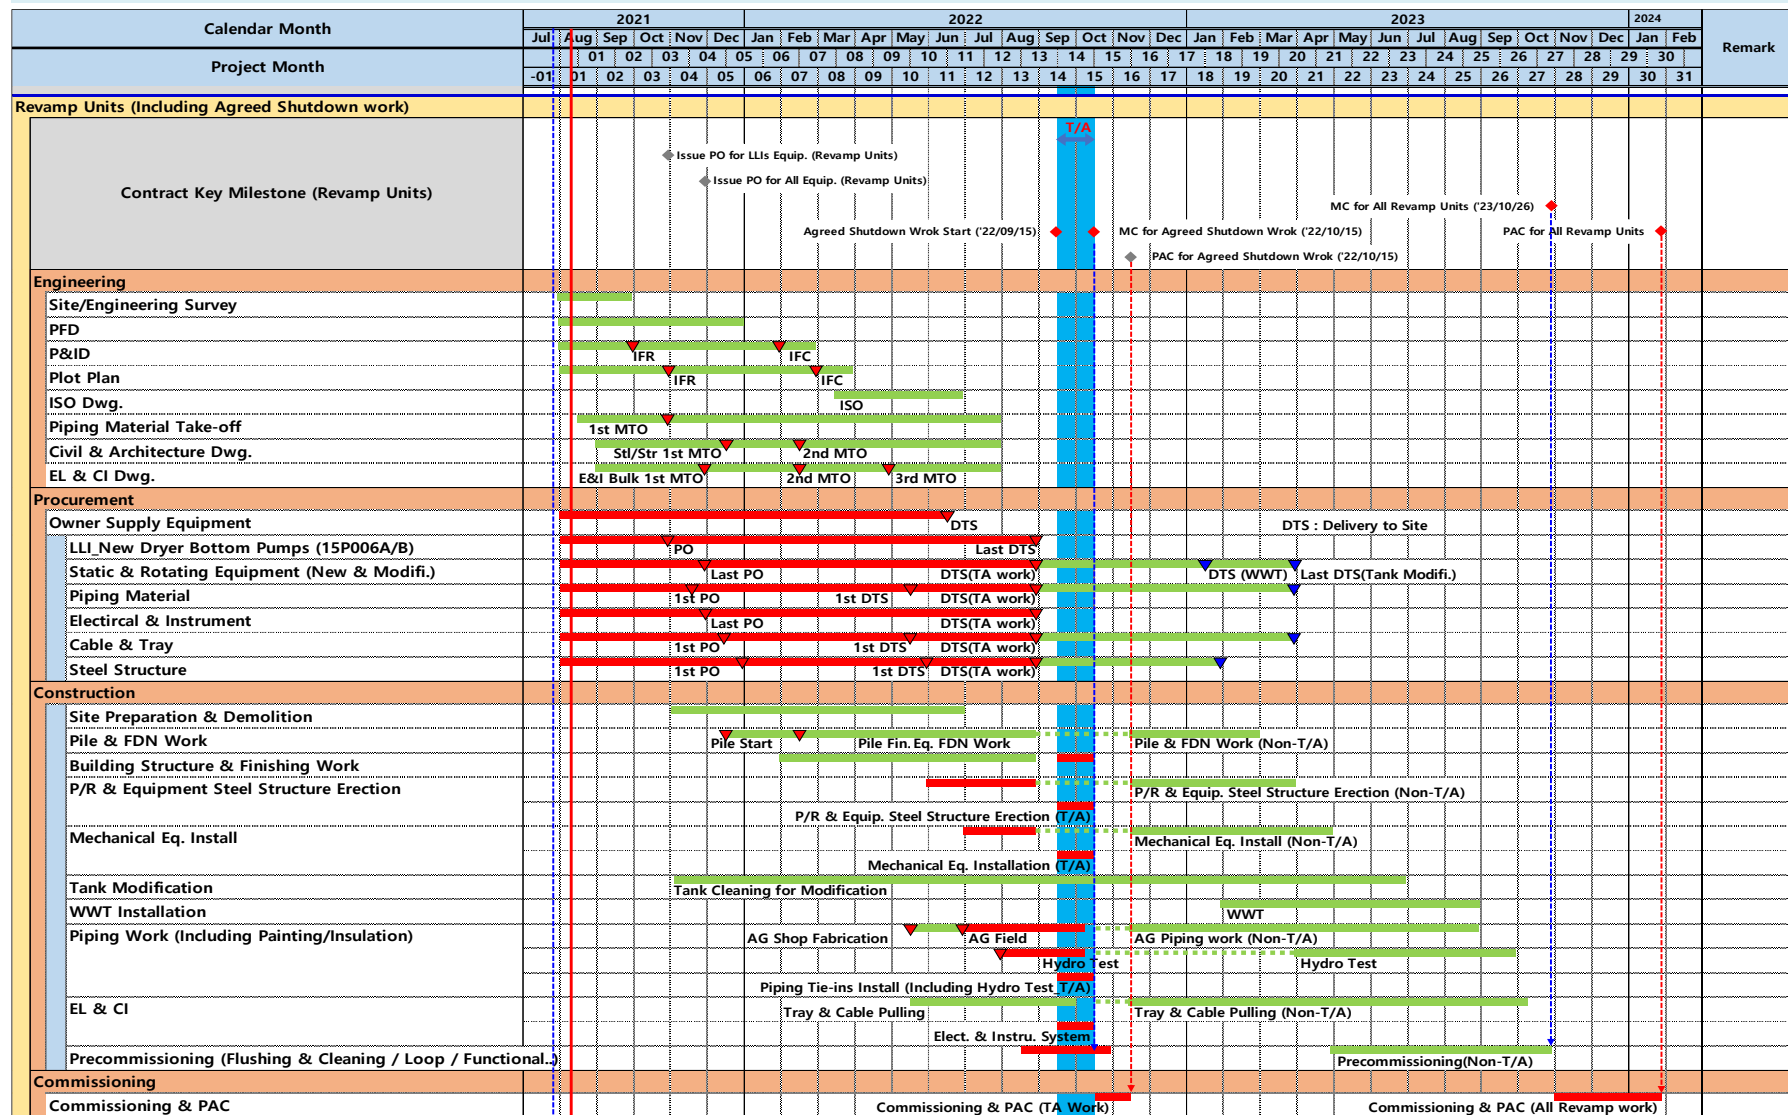 Calendar Month
2021 2022 2023 2024
Remark
Jul Aug Sep Oct Nov Dec Jan Feb Mar Apr May Jun Jul Aug Sep Oct Nov Dec Jan Feb Mar Apr May Jun Jul Aug Sep Oct Nov Dec Jan Feb
Project Month
01 02 03 04 05 06 07 08 09 10 11 12 13 14 15 16 17 18 19 20 21 22 23 24 25 26 27 28 29 30
-01 01 02 03 04 05 06 07 08 09 10 11 12 13 14 15 16 17 18 19 20 21 22 23 24 25 26 27 28 29 30 31
Revamp Units (Including Agreed Shutdown work)
T/A
Issue PO for LLIs Equip. (Revamp Units)
Issue PO for All Equip. (Revamp Units)
Contract Key Milestone (Revamp Units)
MC for All Revamp Units ('23/10/26)
Agreed Shutdown Wrok Start ('22/09/15)
MC for Agreed Shutdown Wrok ('22/10/15)
PAC for All Revamp Units
PAC for Agreed Shutdown Wrok ('22/10/15)
Engineering
Site/Engineering Survey
PFD
P&ID
IFR IFC
Plot Plan
IFR IFC
ISO Dwg.
ISO
Piping Material Take-off
1st MTO
Civil & Architecture Dwg.
Stl/Str 1st MTO 2nd MTO
EL & CI Dwg.
E&I Bulk 1st MTO 2nd MTO 3rd MTO
Procurement
Owner Supply Equipment
DTS DTS : Delivery to Site
LLI_New Dryer Bottom Pumps (15P006A/B)
PO Last DTS
Static & Rotating Equipment (New & Modifi.)
Last PO DTS(TA work) DTS (WWT) Last DTS(Tank Modifi.)
Piping Material
1st PO 1st DTS DTS(TA work)
Electircal & Instrument
Last PO DTS(TA work)
Cable & Tray
1st PO 1st DTS DTS(TA work)
Steel Structure
1st PO 1st DTS DTS(TA work)
Construction
Site Preparation & Demolition
Pile & FDN Work
Pile Start Pile Fin. Eq. FDN Work Pile & FDN Work (Non-T/A)
Building Structure & Finishing Work
P/R & Equipment Steel Structure Erection
P/R & Equip. Steel Structure Erection (Non-T/A)
P/R & Equip. Steel Structure Erection (T/A)
Mechanical Eq. Install
Mechanical Eq. Install (Non-T/A)
Mechanical Eq. Installation (T/A)
Tank Modification
Tank Cleaning for Modification
WWT Installation
WWT
Piping Work (Including Painting/Insulation)
AG Shop Fabrication AG Field AG Piping work (Non-T/A)
Hydro Test Hydro Test
Piping Tie-ins Install (Including Hydro Test_T/A)
EL & CI
Tray & Cable Pulling Tray & Cable Pulling (Non-T/A)
Elect. & Instru. System
Precommissioning (Flushing & Cleaning / Loop / Functional..)
Precommissioning(Non-T/A)
Commissioning
Commissioning & PAC
Commissioning & PAC (TA Work) Commissioning & PAC (All Revamp work)